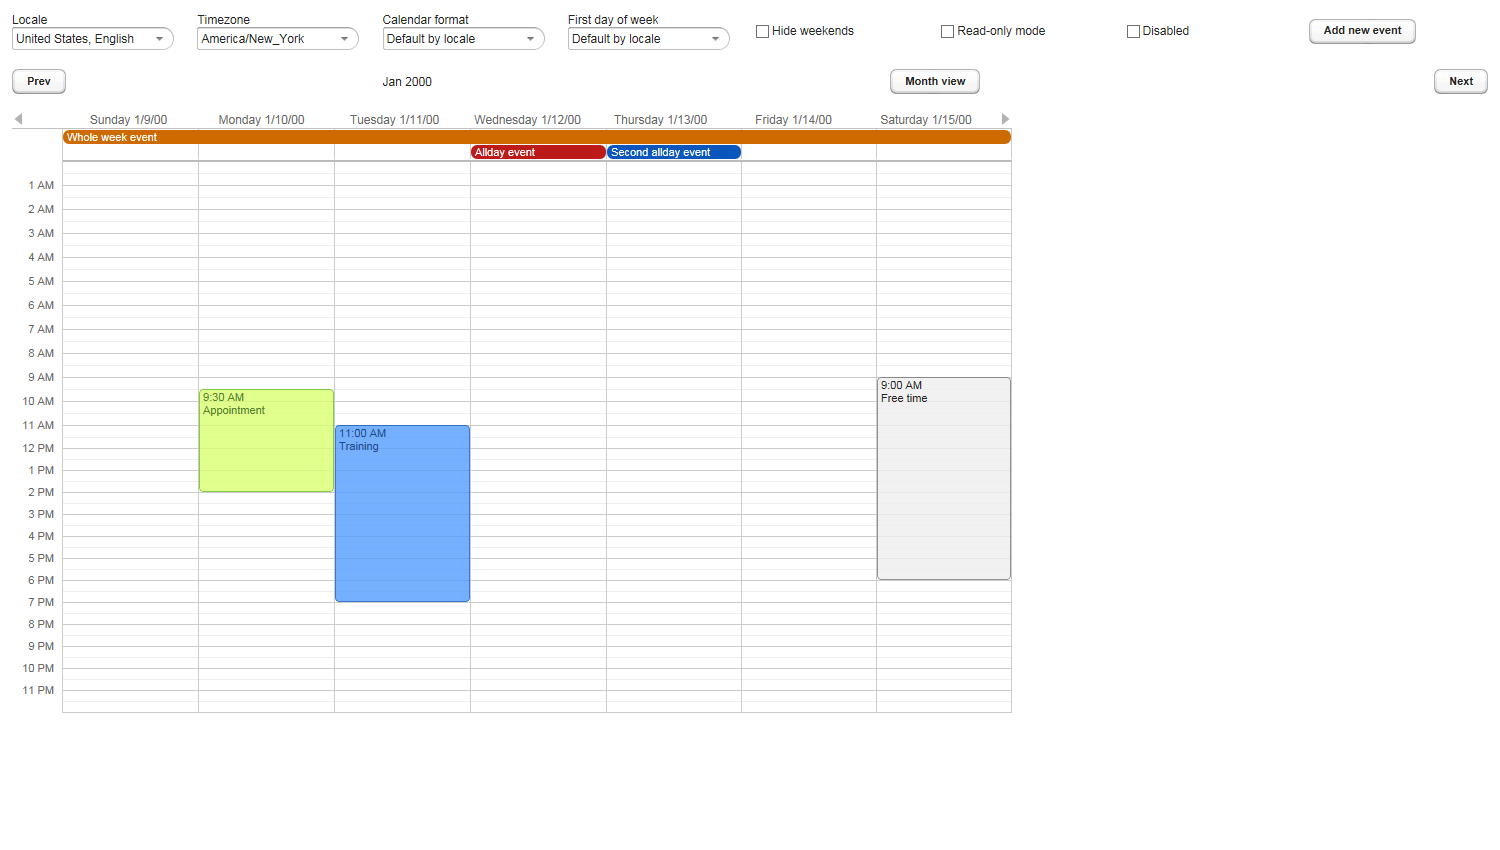 Locale
Timezone
Calendar format
First day of week
United States, English
America/New_York
Default by locale
Default by locale
Hide weekends
Read-only mode
Disabled
Add new event
Prev
Jan 2000
Month view
Next
Sunday 1/9/00
Monday 1/10/00
Tuesday 1/11/00
Wednesday 1/12/00
Thursday 1/13/00
Friday 1/14/00
Saturday 1/15/00
Whole week event
Allday event
Second allday event
1 AM
2 AM
3 AM
4 AM
5 AM
6 AM
7 AM
8 AM
9 AM
10 AM
11 AM
12 PM
1 PM
2 PM
3 PM
4 PM
5 PM
6 PM
7 PM
8 PM
9 PM
10 PM
11 PM
9:30 AM
Appointment
11:00 AM
Training
9:00 AM
Free time